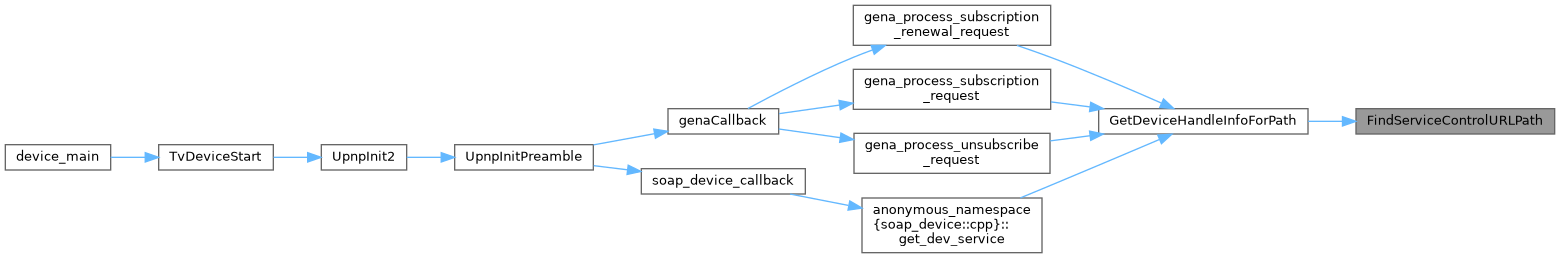 gena_process_subscription
_renewal_request
gena_process_subscription
_request
genaCallback
GetDeviceHandleInfoForPath
FindServiceControlURLPath
gena_process_unsubscribe
_request
device_main
TvDeviceStart
UpnpInit2
UpnpInitPreamble
soap_device_callback
anonymous_namespace
{soap_device::cpp}::
get_dev_service